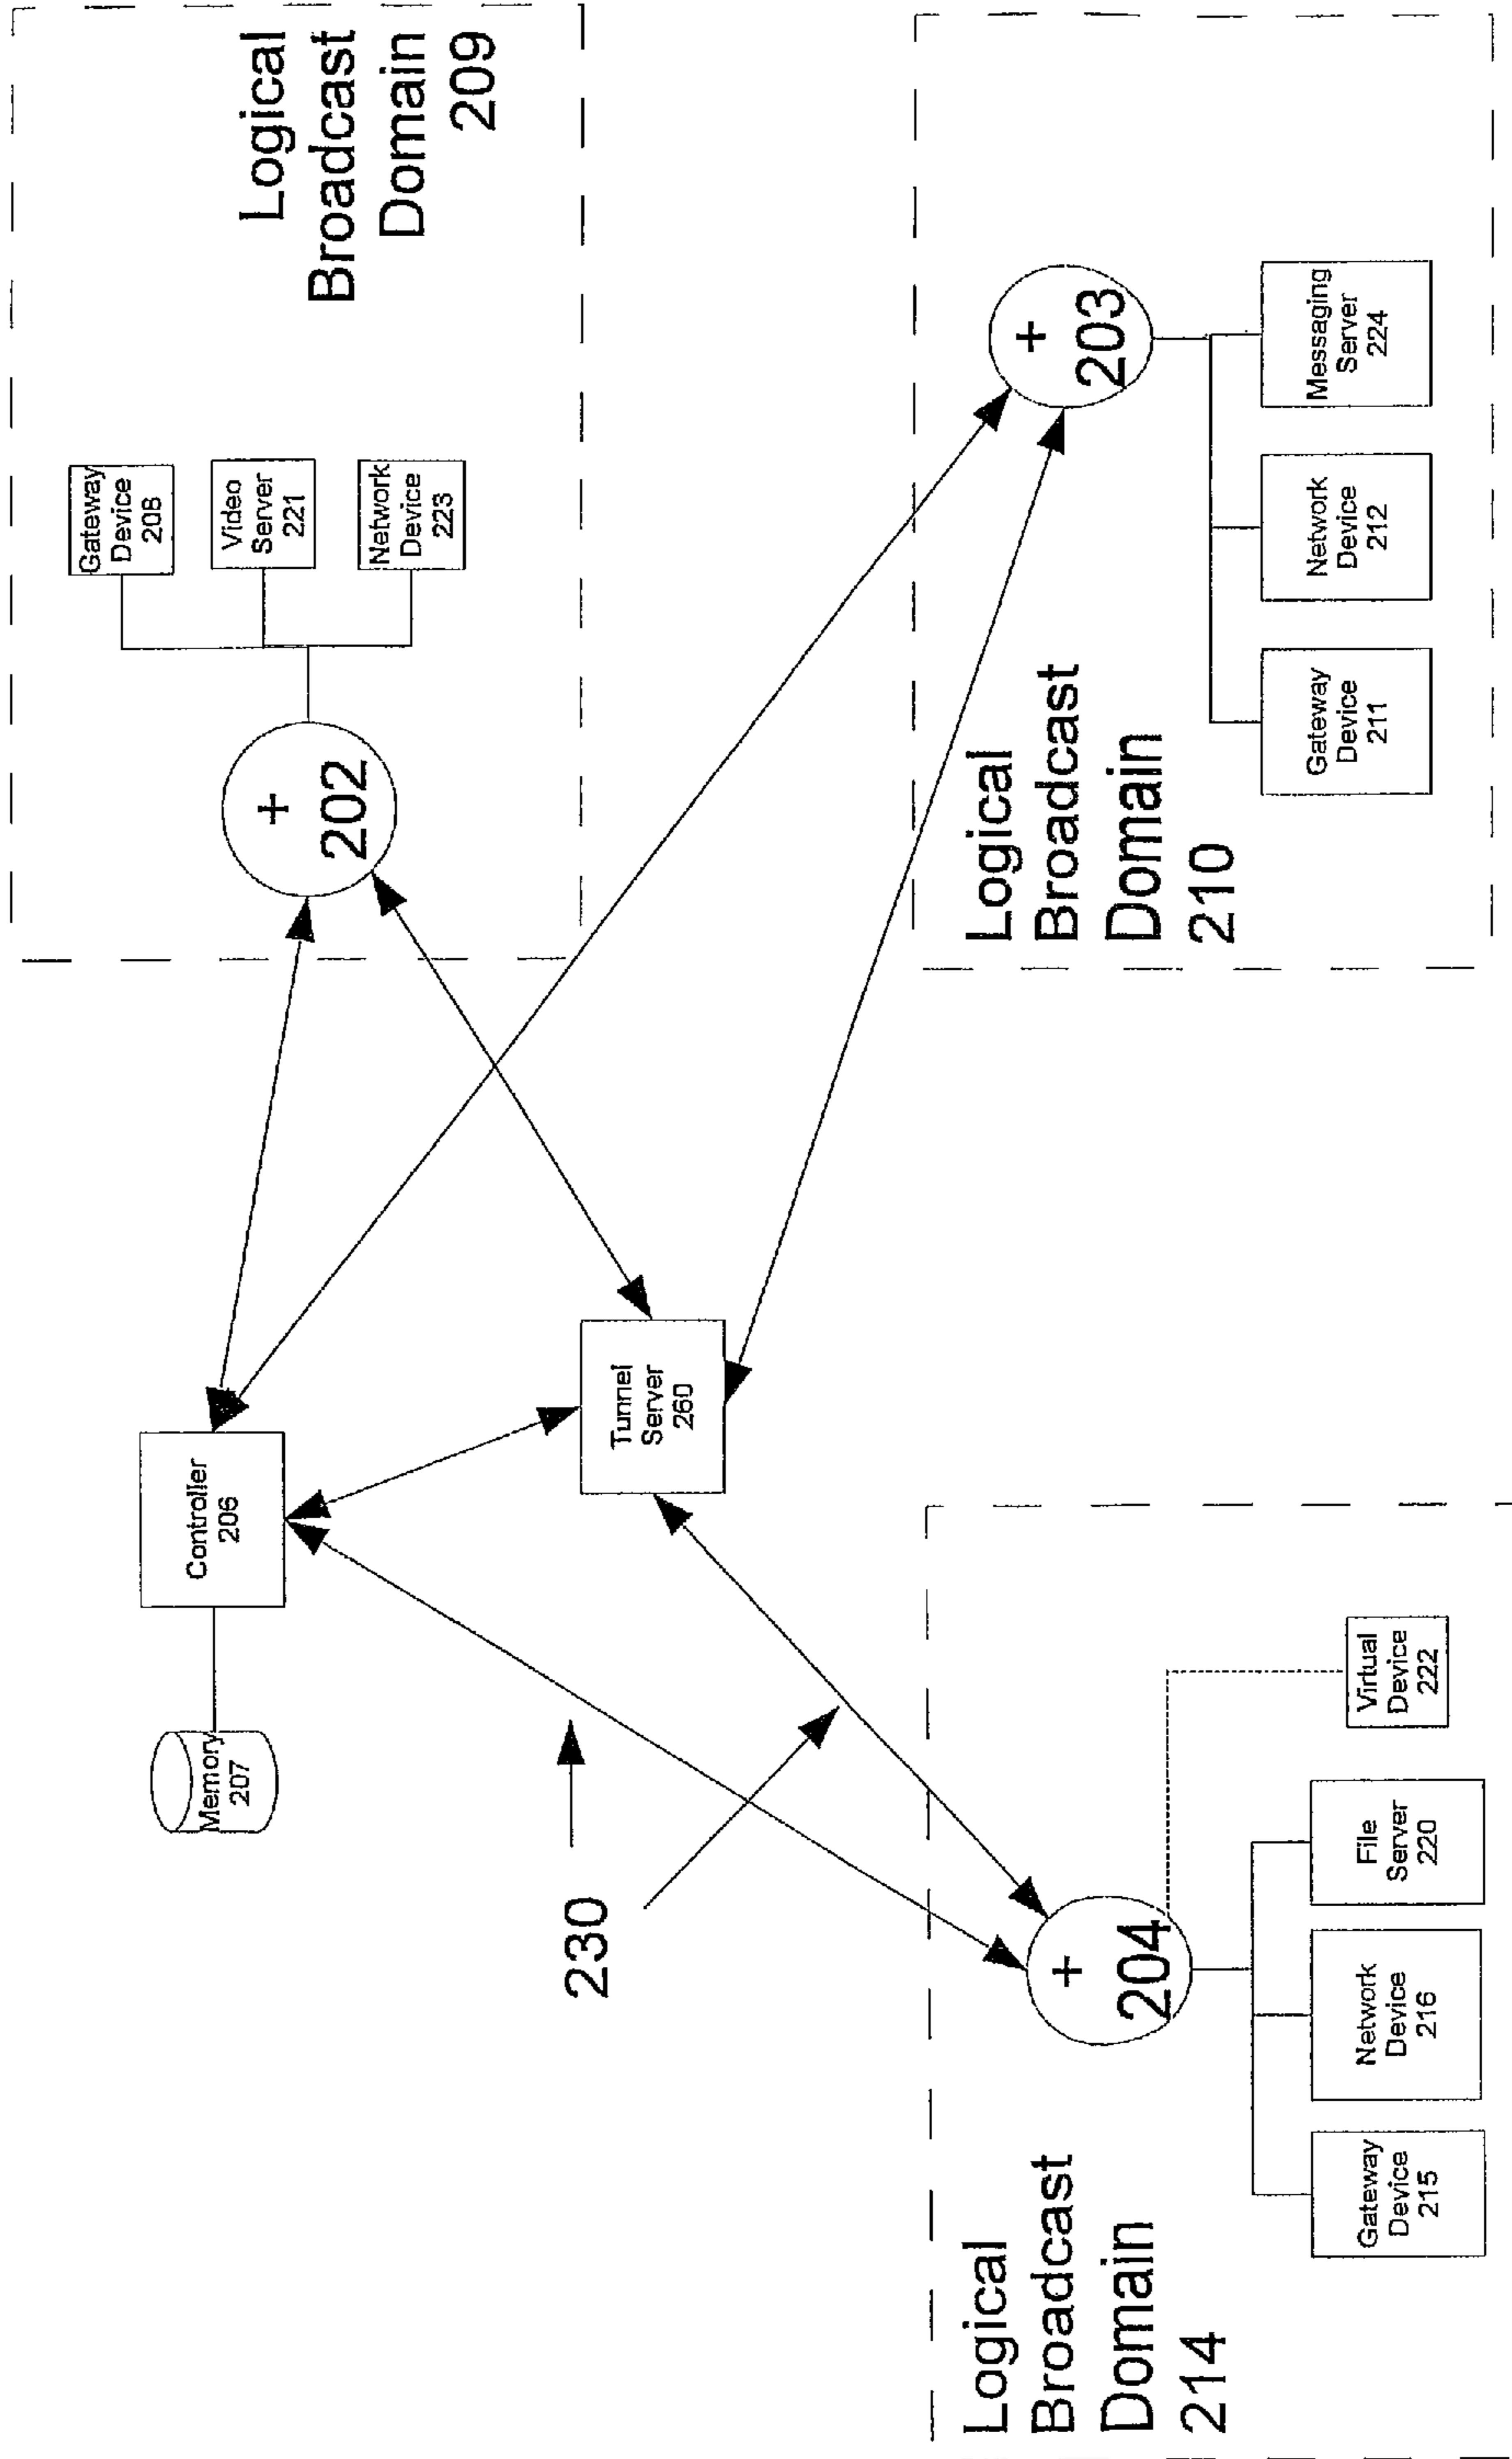 Memory
207
Controller
206
+
202
Gateway
Device
208
Video
Server
221
Network
Device
223
Logical
Broadcast
Domain
209
230
Tunnel
Server
260
Logical
Broadcast
Domain
214
+
204
Gateway
Device
215
Network
Device
216
File
Server
220
Virtual
Device
222
Logical
Broadcast
Domain
210
+
203
Gateway
Device
211
Network
Device
212
Messaging
Server
224